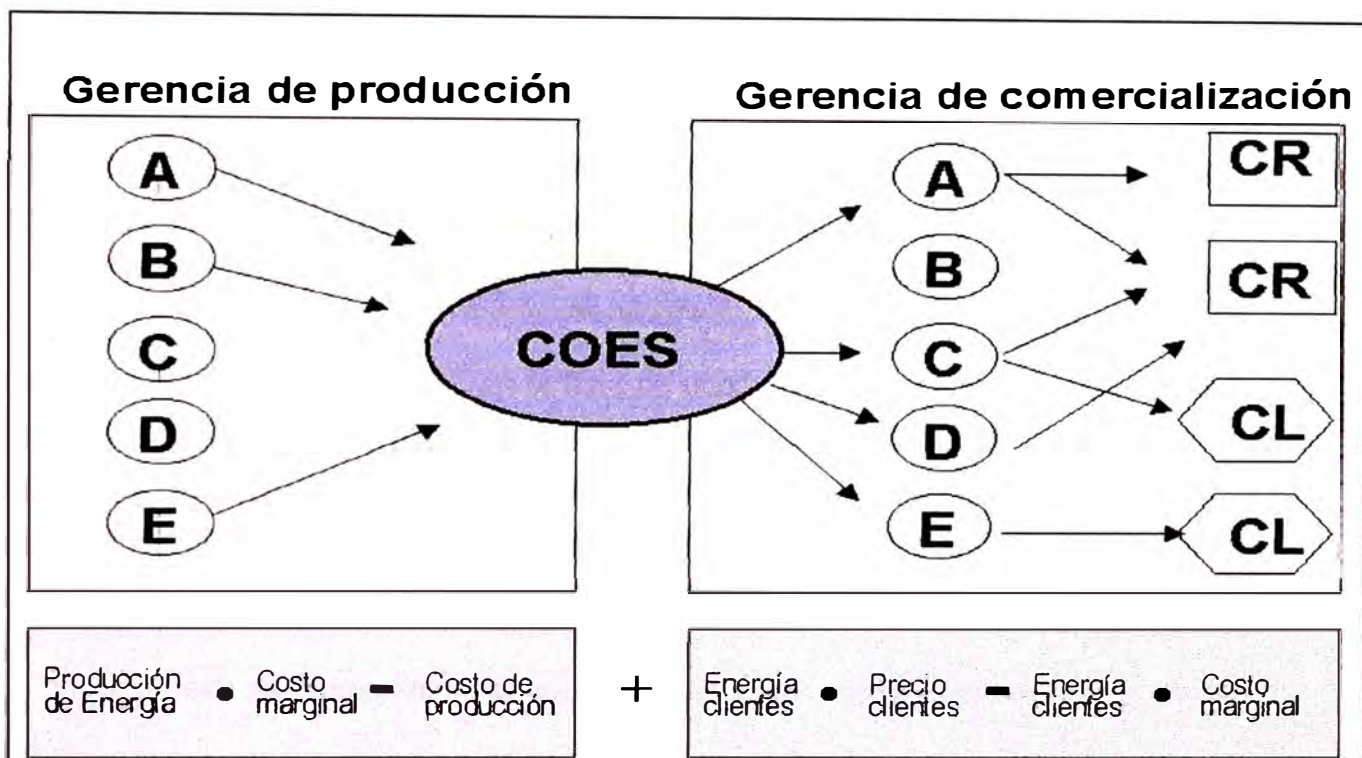 Gerencia de producción
Gerencia de comercialización
A
B
C
D
E
COES
A
B
C
D
E
CR
CR
CL
CL
Producción de Energía • Costo marginal - Costo de producción
+
Energía clientes • Precio clientes - Energía clientes • Costo marginal